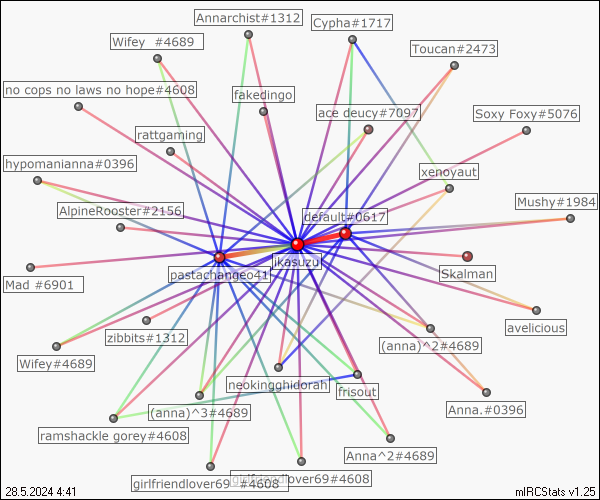 Annarchist#1312
Cypha#1717
Wifey  #4689
Toucan#2473
no cops no laws no hope#4608
fakedingo
ace deucy#7097
Soxy Foxy#5076
rattgaming
hypomanianna#0396
xenoyaut
AlpineRooster#2156
default#0617
Mushy#1984
jkasuzu
pastachangeo41
Skalman
Mad #6901
avelicious
zibbits#1312
(anna)^2#4689
Wifey#4689
neokingghidorah
frisout
Anna.#0396
(anna)^3#4689
ramshackle gorey#4608
Anna^2#4689
girlfriendlover69  #4608
girlfriendlover69#4608
28.5.2024 4:41
mIRCStats v1.25